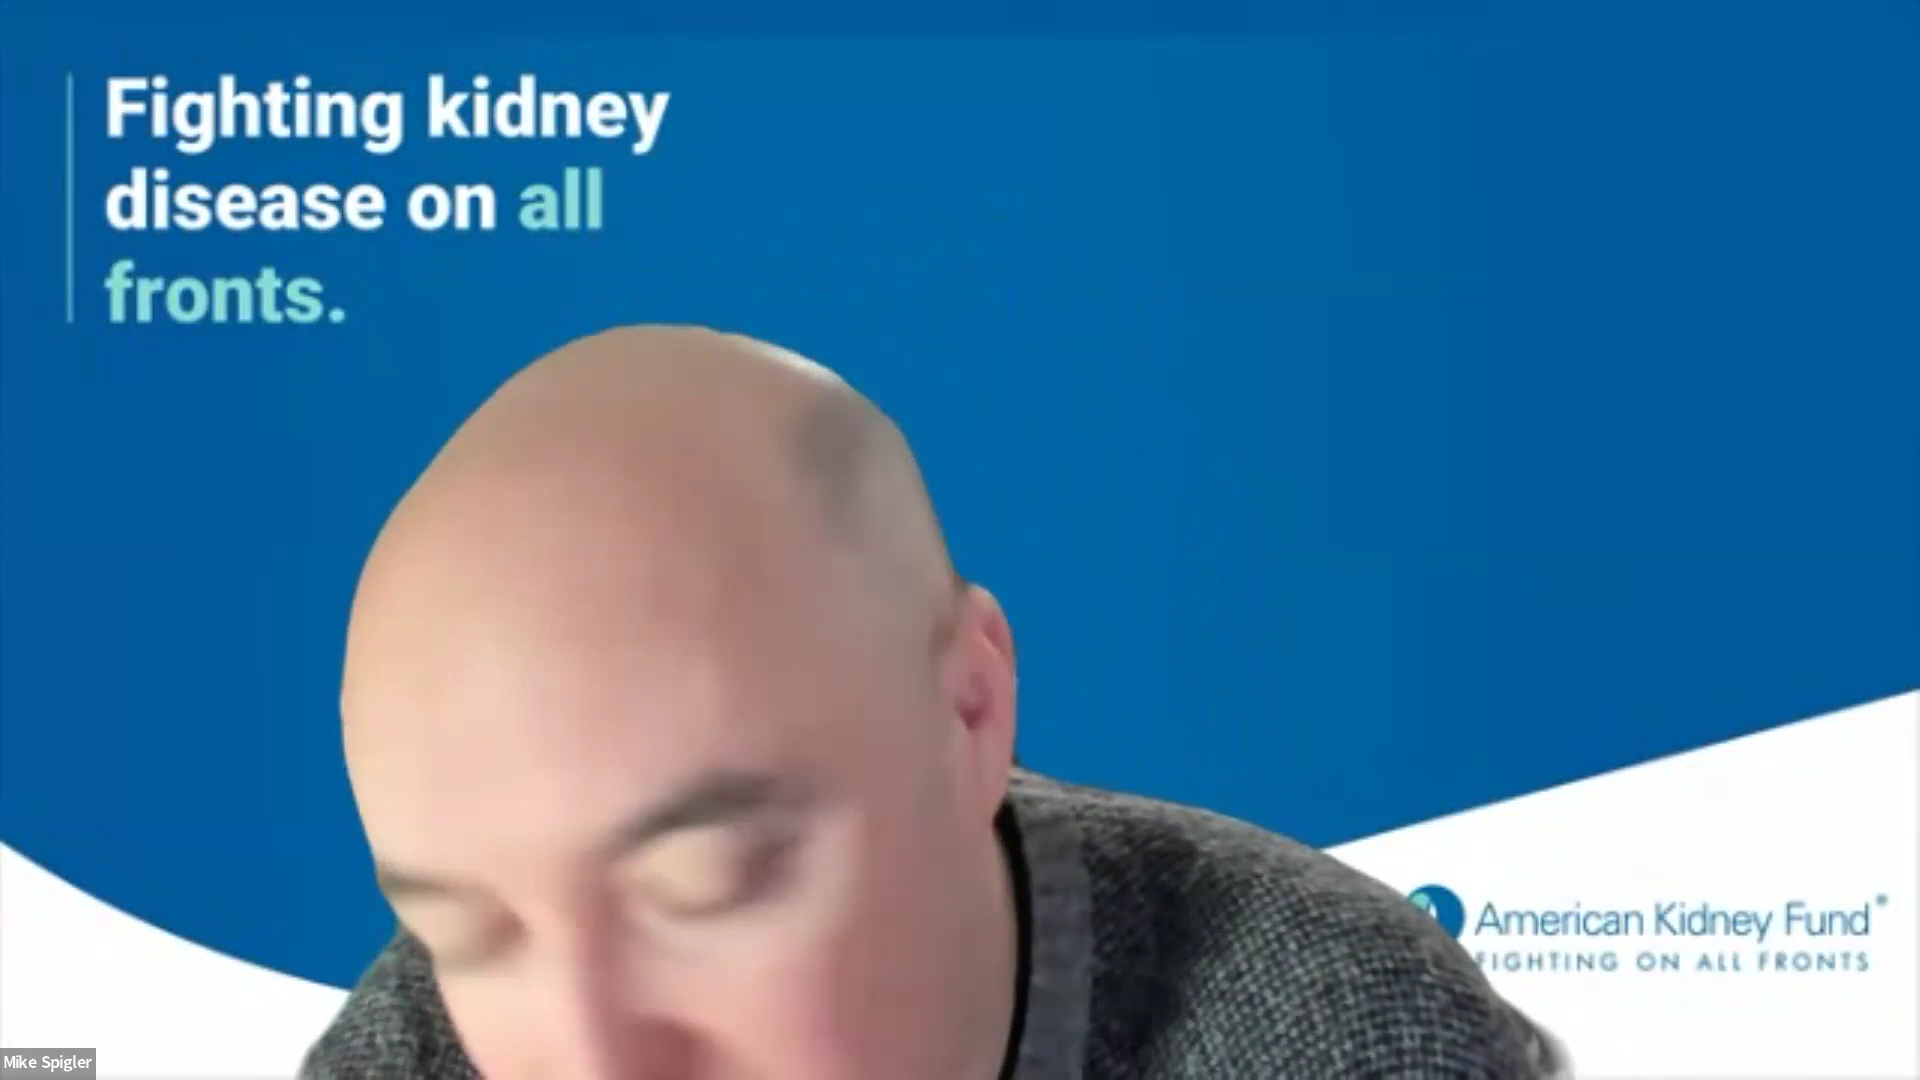 Fighting kidney
disease on all
fronts.
American Kidney Fund®
FIGHTING ON ALL FRONTS
Mike Spigler